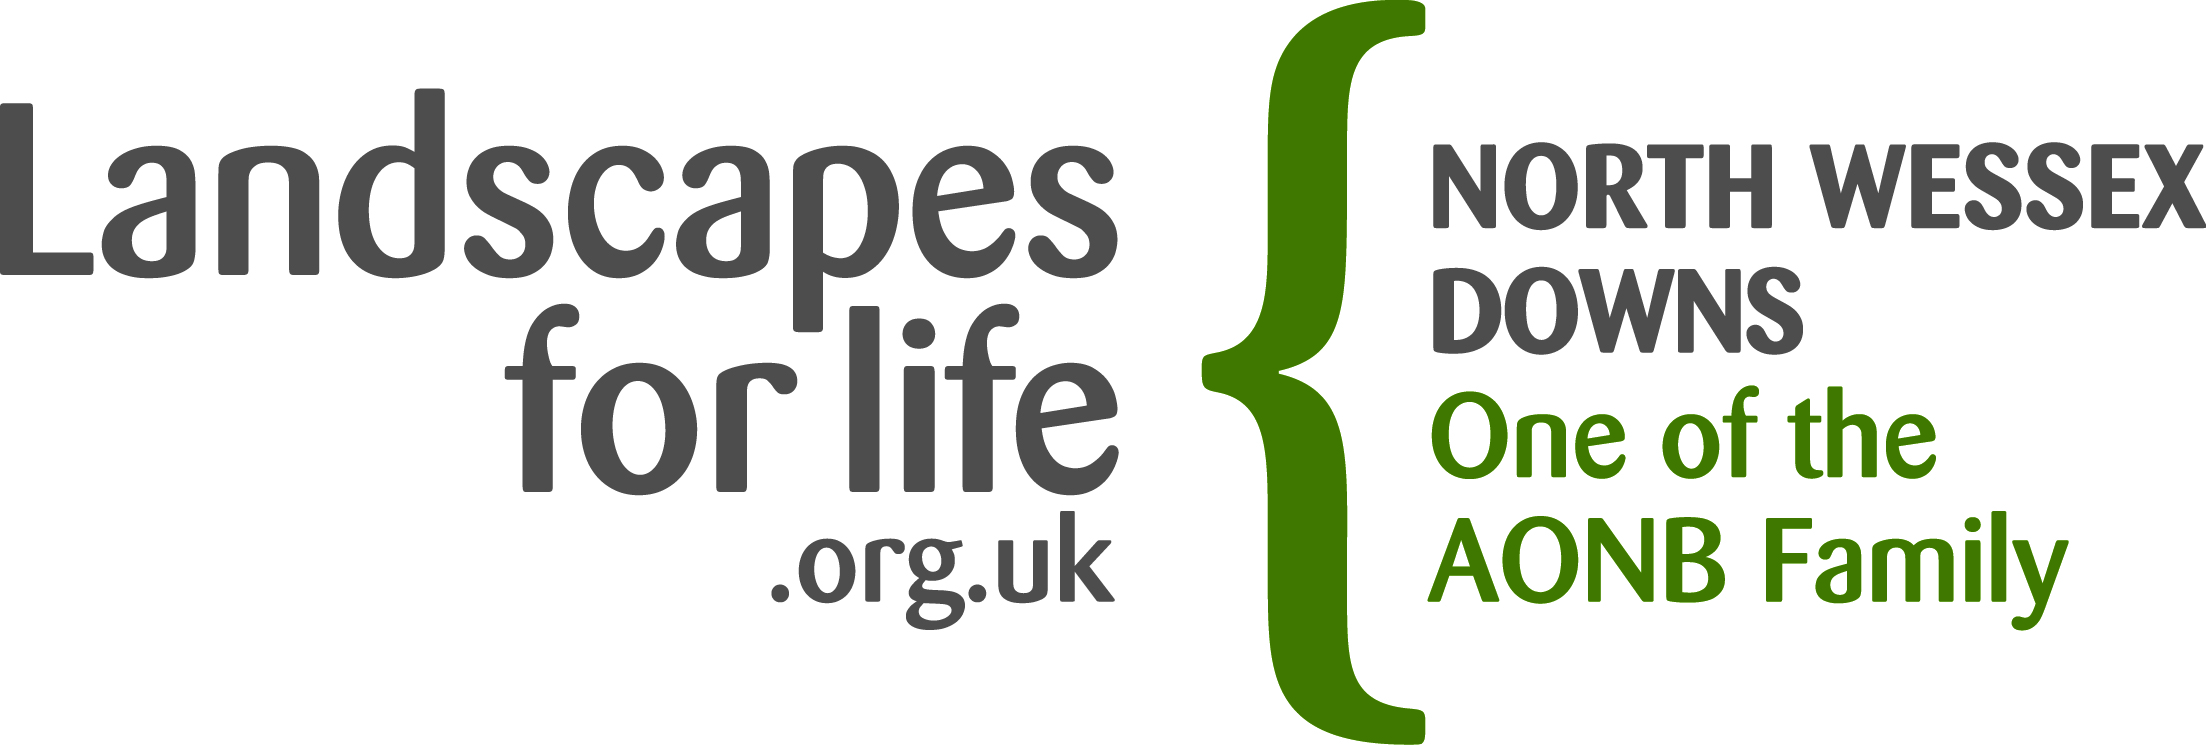 Landscapes
for life
.org.uk
NORTH WESSEX
DOWNS
One of the
AONB Family